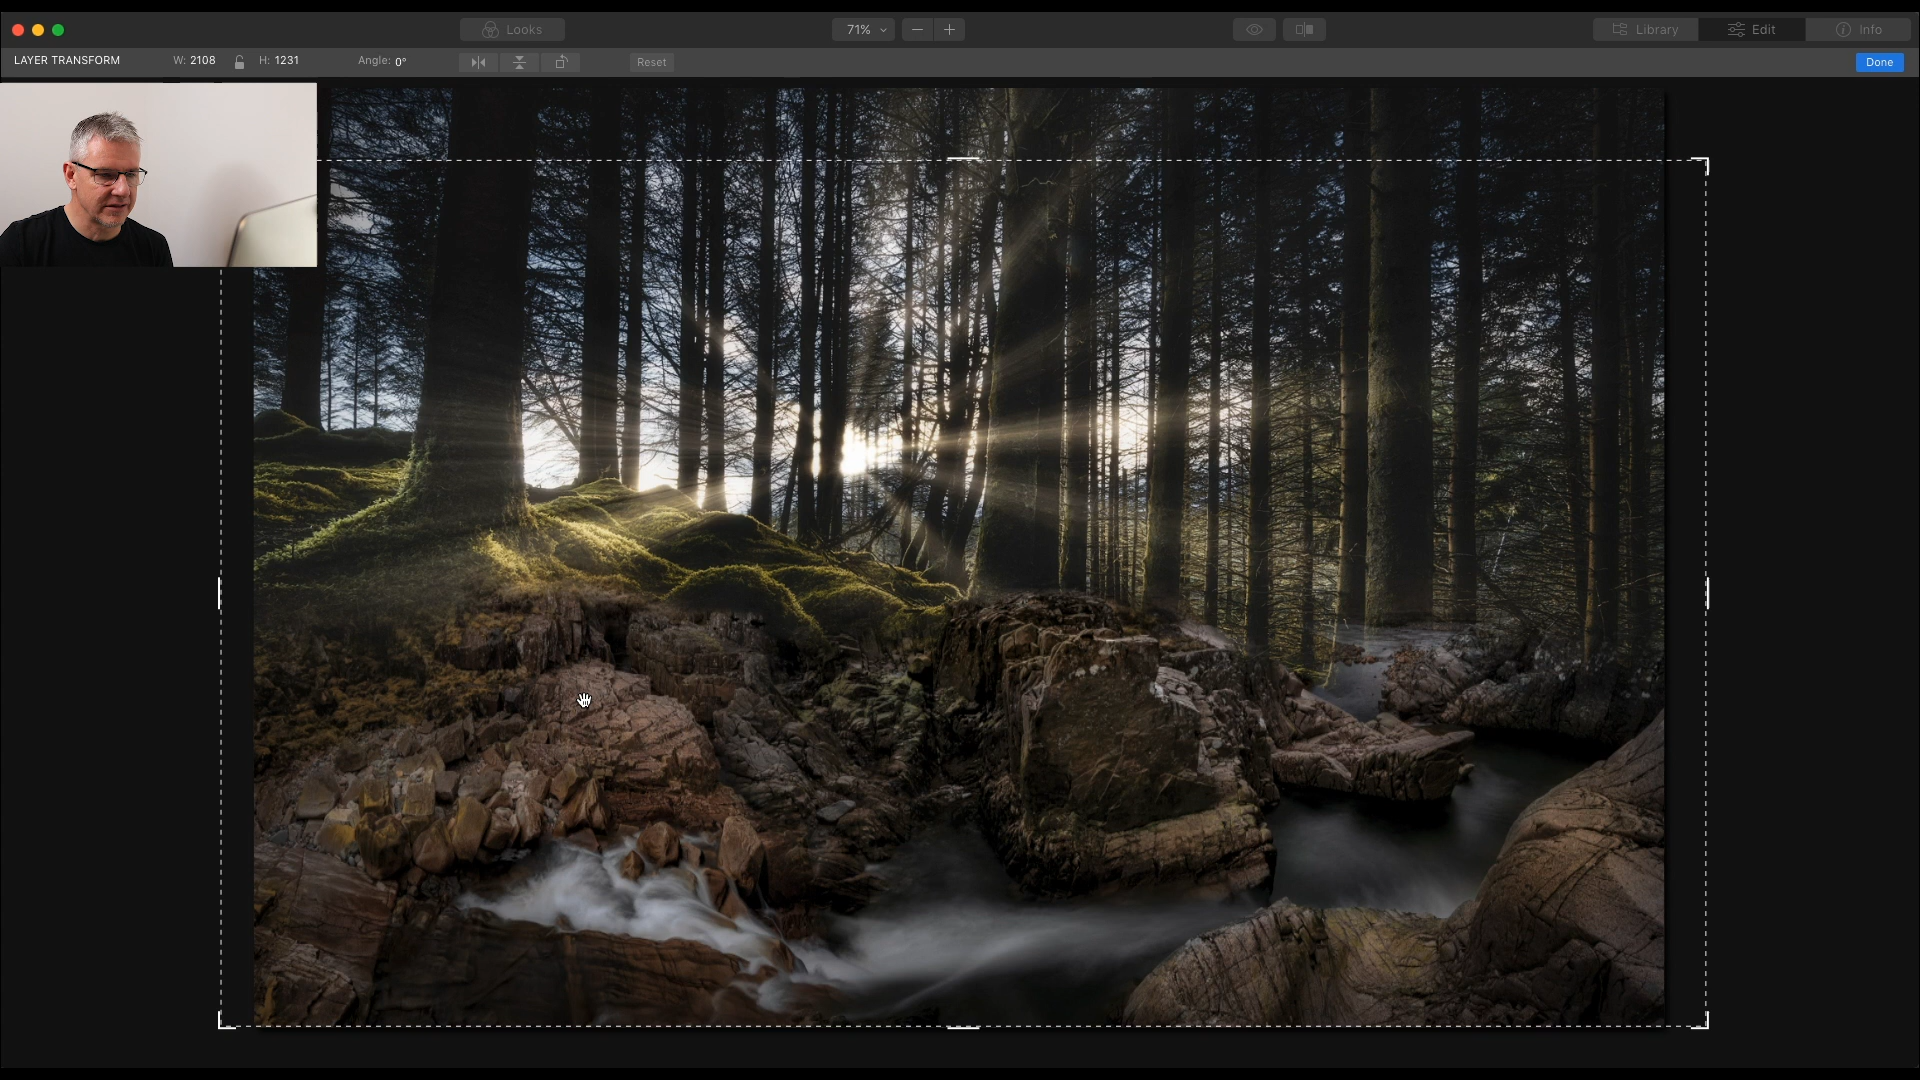 Looks 71% Library Edit Info
LAYER TRANSFORM W: 2108 H: 1231 Angle: 0° Reset Done